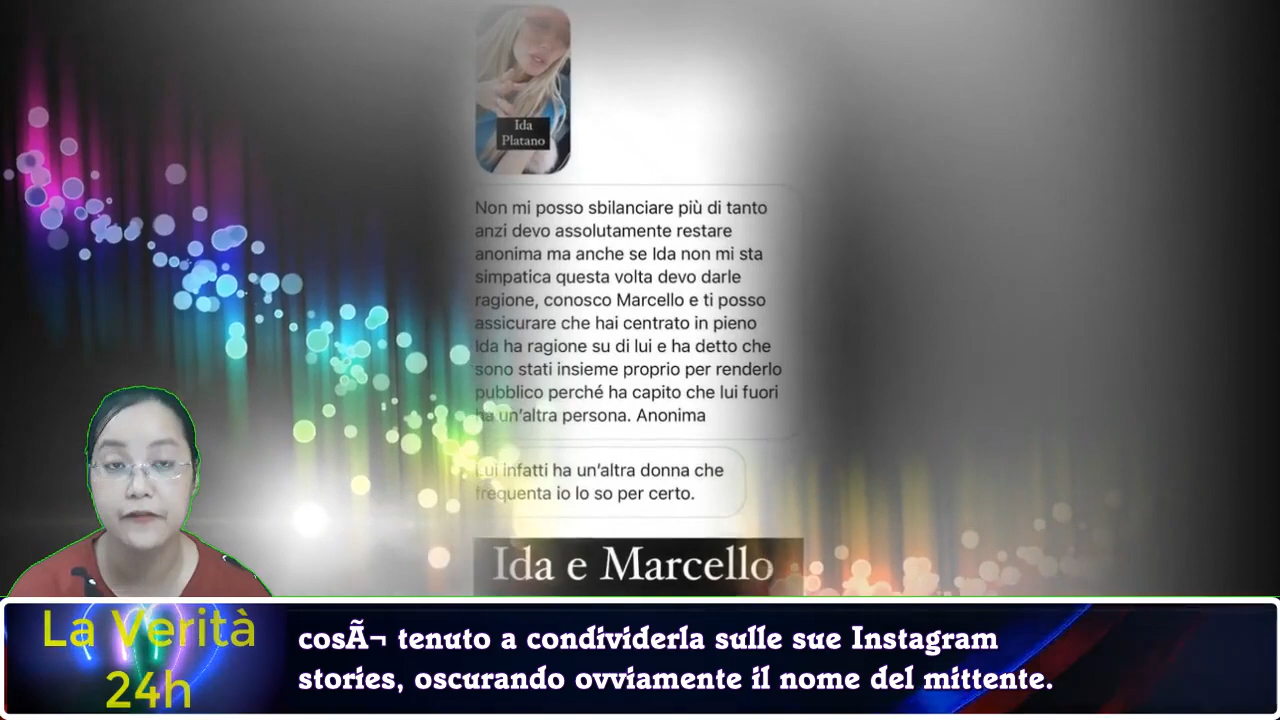 Ida
Platano
Non mi posso sbilanciare più di tanto
anzi devo assolutamente restare
anonima ma anche se Ida non mi sta
simpatica questa volta devo darle
ragione, conosco Marcello e ti posso
assicurare che hai centrato in pieno
Ida ha ragione su di lui e ha detto che
sono stati insieme proprio per renderlo
pubblico perché ha capito che lui fuori
ha un'altra persona. Anonima
Lui infatti ha un'altra donna che
frequenta io lo so per certo.
Ida e Marcello
La Verità
24h
cosÃ¬ tenuto a condividerla sulle sue Instagram
stories, oscurando ovviamente il nome del mittente.